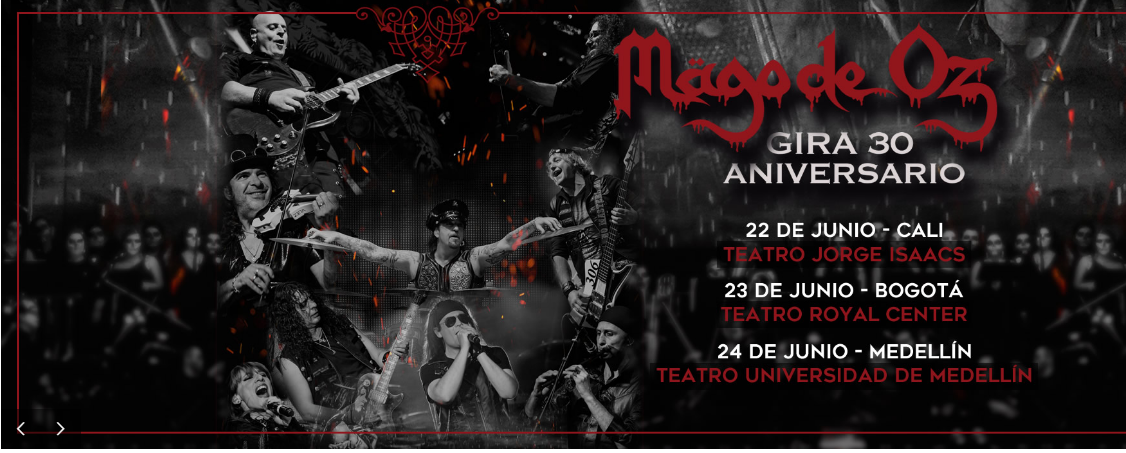 Mägo de Oz
GIRA 30
ANIVERSARIO
22 DE JUNIO - CALI
TEATRO JORGE ISAACS
23 DE JUNIO - BOGOTÁ
TEATRO ROYAL CENTER
24 DE JUNIO - MEDELLÍN
TEATRO UNIVERSIDAD DE MEDELLÍN
306